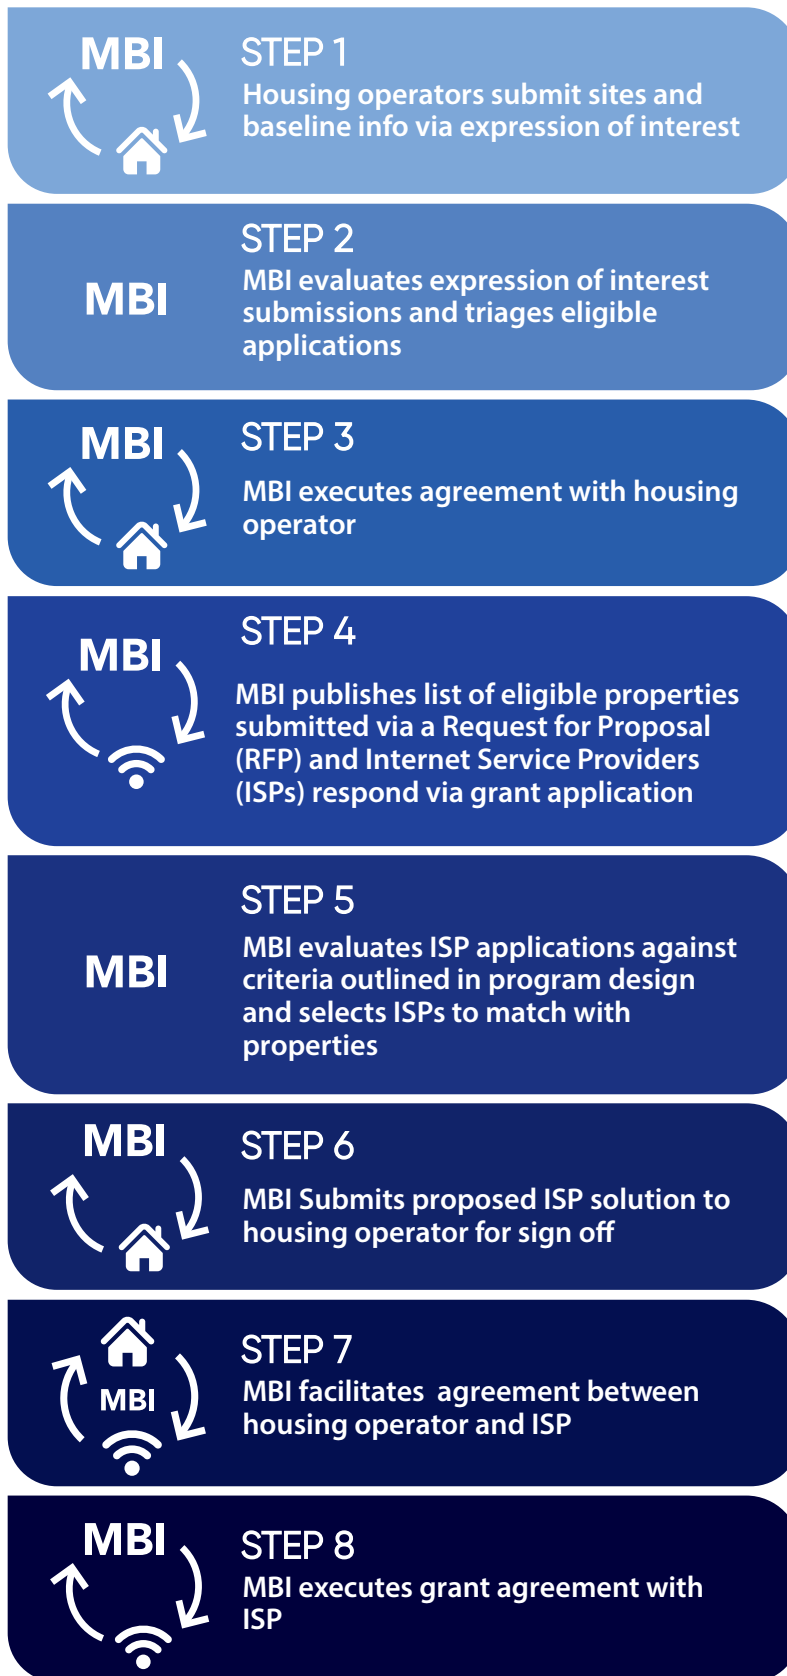 MBI
STEP 1
Housing operators submit sites and
baseline info via expression of interest
STEP 2
MBI
MBI evaluates expression of interest
submissions and triages eligible
applications
MBI
STEP 3
MBI executes agreement with housing
operator
STEP 4
MBI
MBI publishes list of eligible properties
submitted via a Request for Proposal
(RFP) and Internet Service Providers
(ISPs) respond via grant application
STEP 5
MBI
MBI evaluates ISP applications against
criteria outlined in program design
and selects ISPs to match with
properties
MBI
STEP 6
MBI Submits proposed ISP solution to
housing operator for sign off
STEP 7
MBI
MBI facilitates  agreement between
housing operator and ISP
MBI
STEP 8
MBI executes grant agreement with
ISP